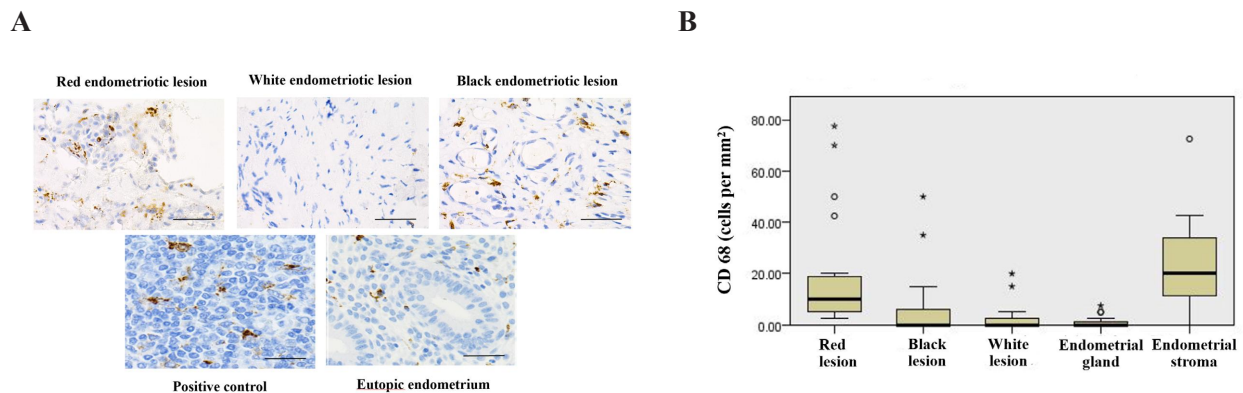 A
B
Red endometriotic lesion
White endometriotic lesion
Black endometriotic lesion
Positive control
Eutopic endometrium
CD 68 (cells per mm²)
80.00
60.00
40.00
20.00
0.00
Red
lesion
Black
lesion
White
lesion
Endometrial
gland
Endometrial
stroma